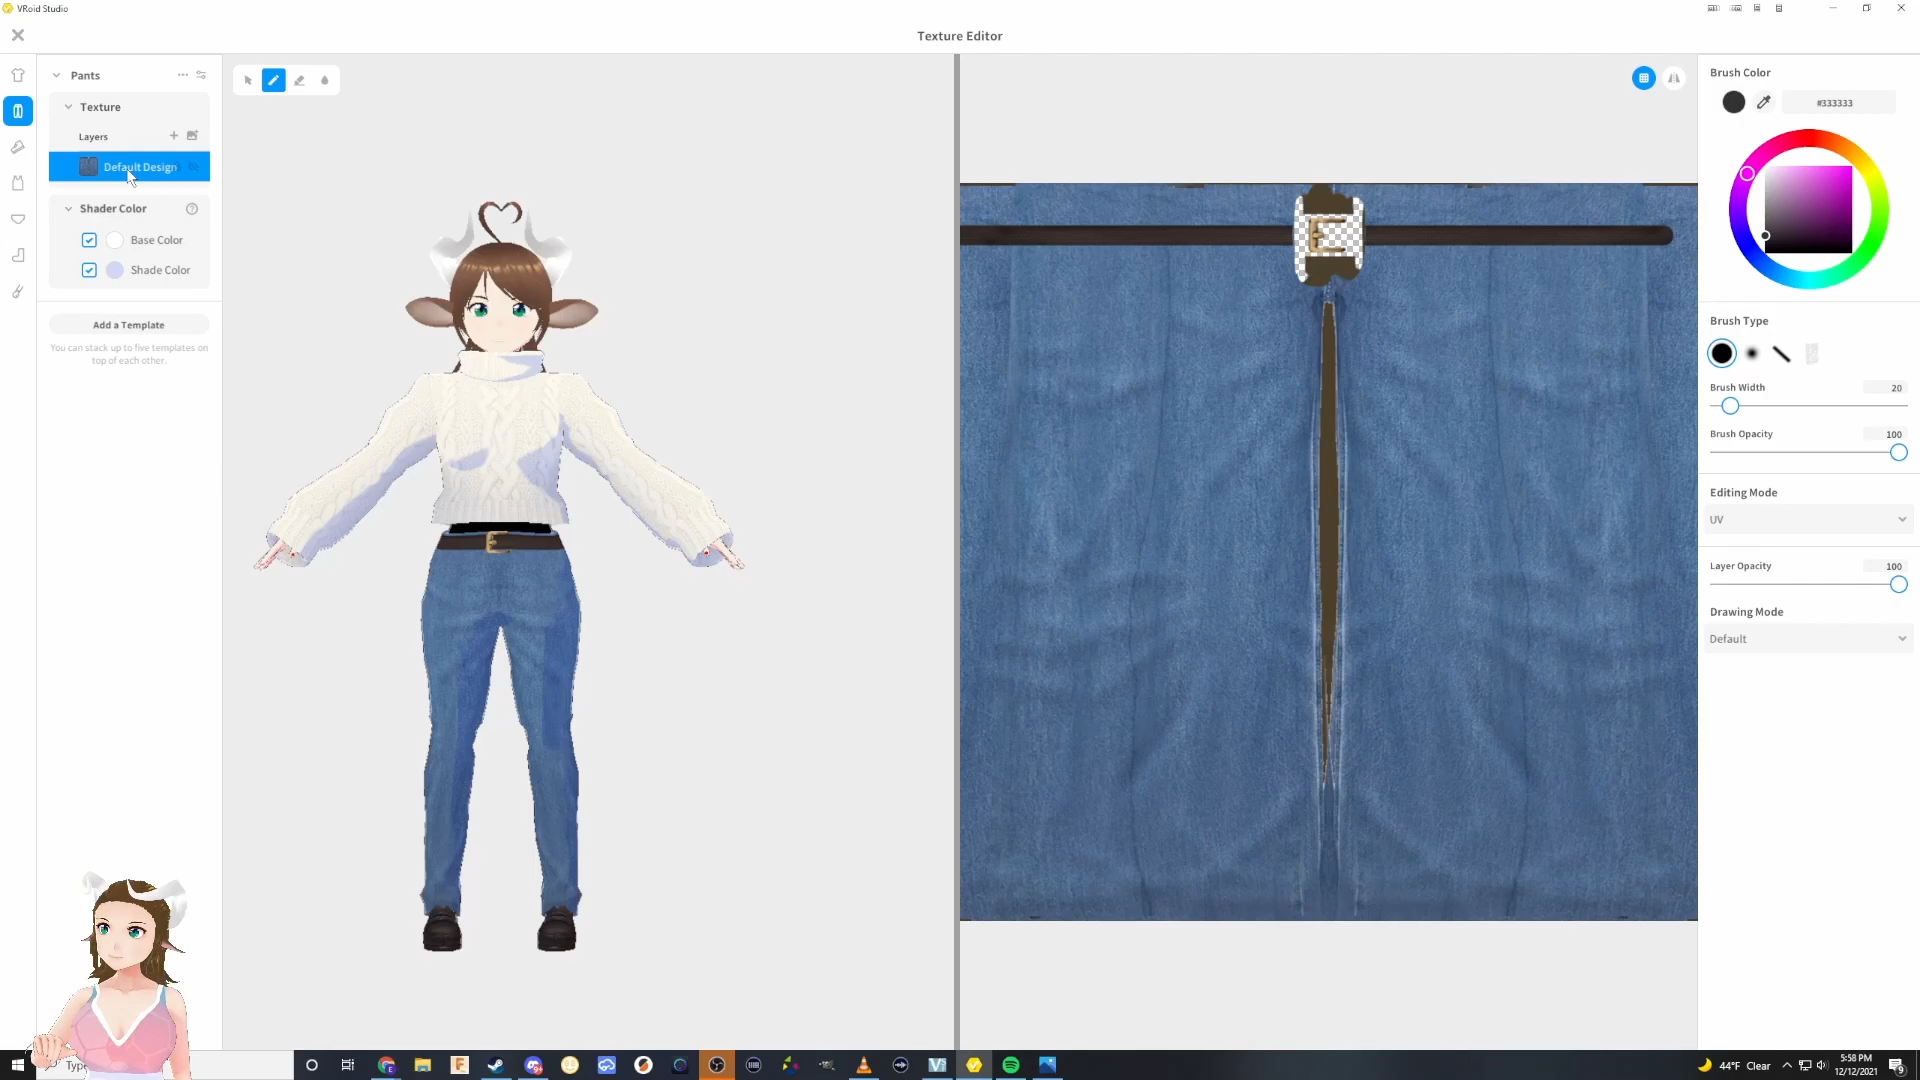 VRoid Studio
Texture Editor
Pants
Texture
Layers
Default Design
Shader Color
Base Color
Shade Color
Add a Template
You can stack up to five templates on
top of each other.
Brush Color
#333333
Brush Type
Brush Width
20
Brush Opacity
100
Editing Mode
UV
Layer Opacity
100
Drawing Mode
Default
44°F Clear
5:58 PM
12/12/2021